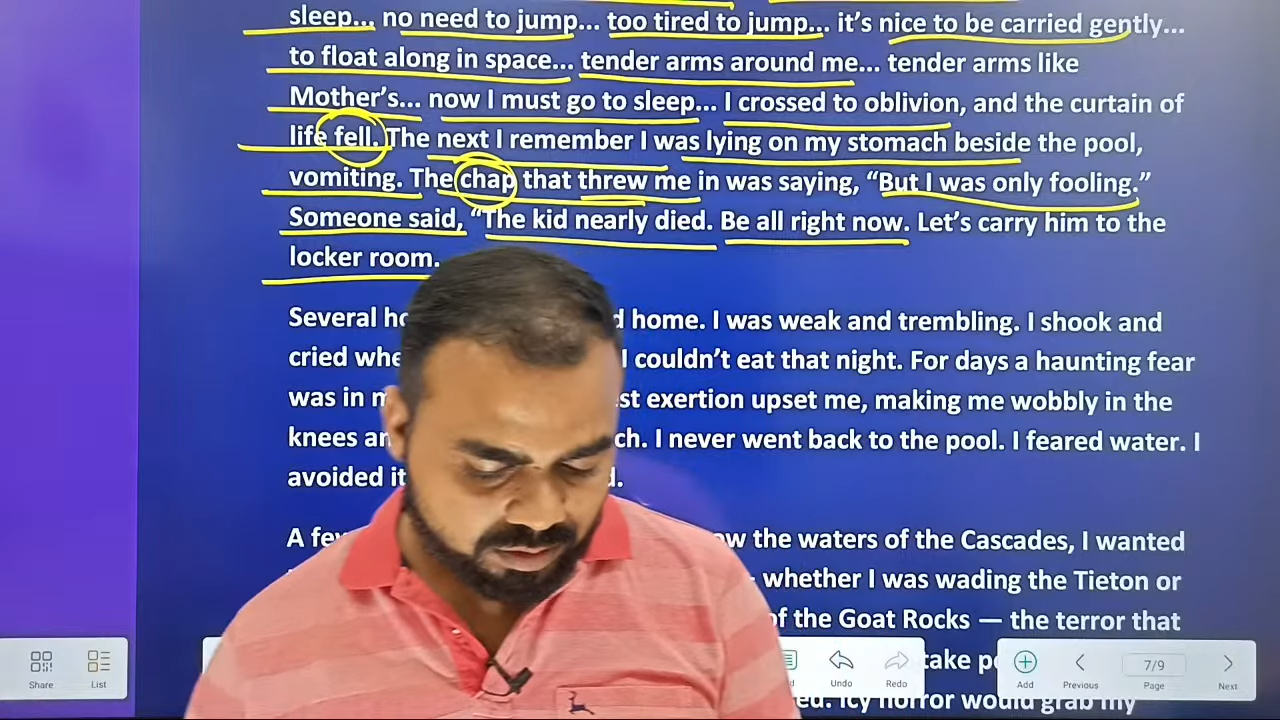 sleep... no need to jump... too tired to jump... it’s nice to be carried gently...
to float along in space... tender arms around me... tender arms like
Mother’s... now I must go to sleep... I crossed to oblivion, and the curtain of
life fell. The next I remember I was lying on my stomach beside the pool,
vomiting. The chap that threw me in was saying, “But I was only fooling.”
Someone said, “The kid nearly died. Be all right now. Let’s carry him to the
locker room.
Several home. I was weak and trembling. I shook and
cried I couldn’t eat that night. For days a haunting fear
was in exertion upset me, making me wobbly in the
knees I never went back to the pool. I feared water. I
avoided it
A the waters of the Cascades, I wanted
whether I was wading the Tieton or
of the Goat Rocks — the terror that
take
Icy horror would grab my
Share List Undo Redo Add Previous 7/9 Page Next